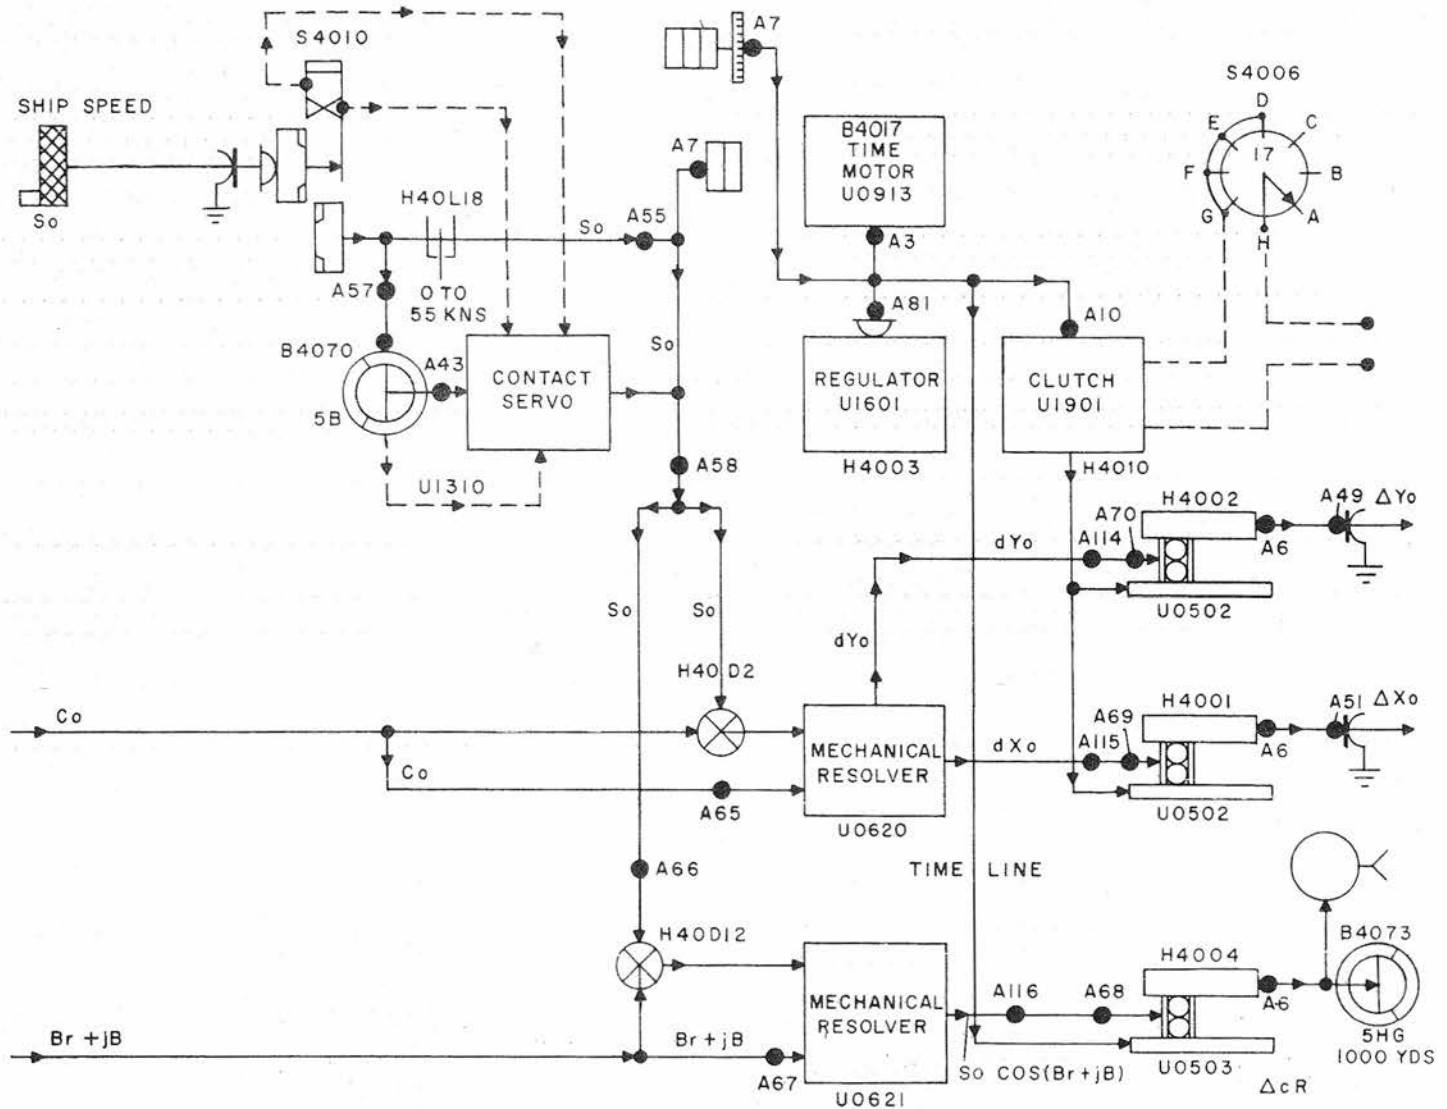 S4010
A7
S4006
D
E
C
17
F
B
G
A
H
SHIP SPEED
So
B4017
TIME
MOTOR
U0913
A7
H40L18
So
A55
A3
A57
0 TO
55 KNS
A81
A10
B4070
A43
5B
CONTACT
SERVO
So
REGULATOR
U1601
CLUTCH
U1901
U1310
A58
H4003
H4010
H4002
A49
ΔYo
A70
A114
dYo
A6
U0502
So
So
dYo
H40D2
Co
H4001
A51
ΔXo
A69
A115
dXo
A6
MECHANICAL
RESOLVER
Co
A65
U0620
U0502
A66
TIME LINE
H40D12
B4073
H4004
MECHANICAL
RESOLVER
A116
A68
A6
Br+jB
Br+jB
A67
So COS(Br+jB)
U0503
5HG
1000 YDS
ΔcR
U0621